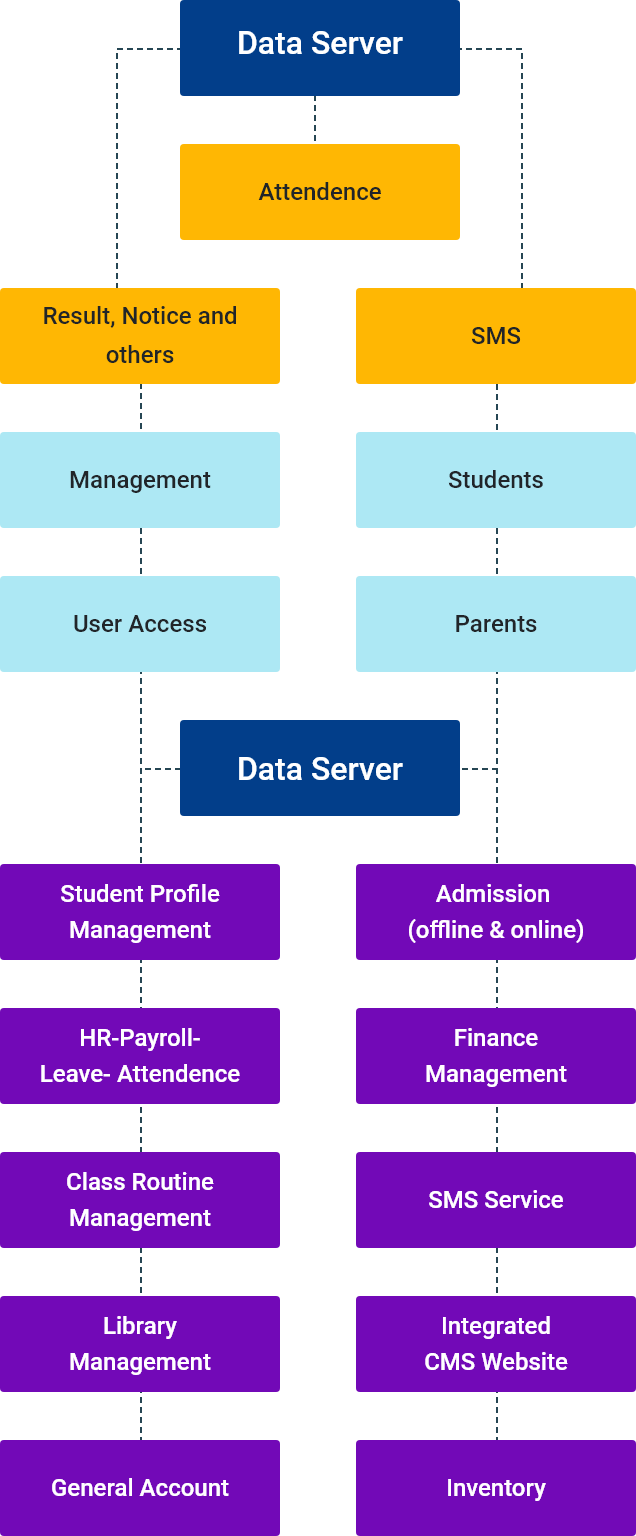 Data Server
Attendence
Result, Notice and
others
SMS
Management
Students
User Access
Parents
Data Server
Student Profile
Management
Admission
(offline & online)
HR-Payroll-
Leave- Attendence
Finance
Management
Class Routine
Management
SMS Service
Library
Management
Integrated
CMS Website
General Account
Inventory